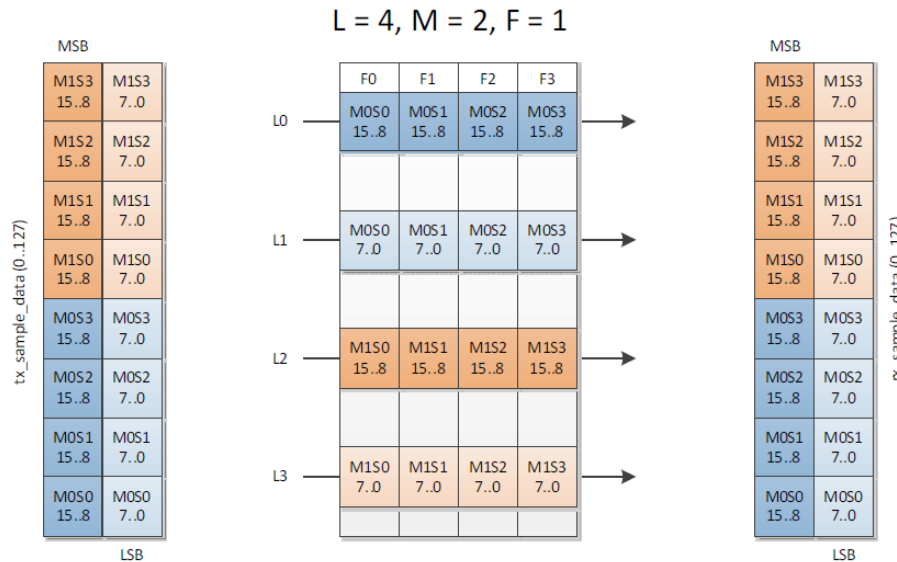 L = 4, M = 2, F = 1
MSB
M1S3 M1S3
15..8 7..0
M1S2 M1S2
15..8 7..0
M1S1 M1S1
15..8 7..0
M1S0 M1S0
15..8 7..0
M0S3 M0S3
15..8 7..0
M0S2 M0S2
15..8 7..0
M0S1 M0S1
15..8 7..0
M0S0 M0S0
15..8 7..0
LSB
tx_sample_data (0..127)
F0 F1 F2 F3
L0
M0S0 M0S1 M0S2 M0S3
15..8 15..8 15..8 15..8
L1
M0S0 M0S1 M0S2 M0S3
7..0 7..0 7..0 7..0
L2
M1S0 M1S1 M1S2 M1S3
15..8 15..8 15..8 15..8
L3
M1S0 M1S1 M1S2 M1S3
7..0 7..0 7..0 7..0
MSB
M1S3 M1S3
15..8 7..0
M1S2 M1S2
15..8 7..0
M1S1 M1S1
15..8 7..0
M1S0 M1S0
15..8 7..0
M0S3 M0S3
15..8 7..0
M0S2 M0S2
15..8 7..0
M0S1 M0S1
15..8 7..0
M0S0 M0S0
15..8 7..0
LSB
rx_sample_data (0..127)